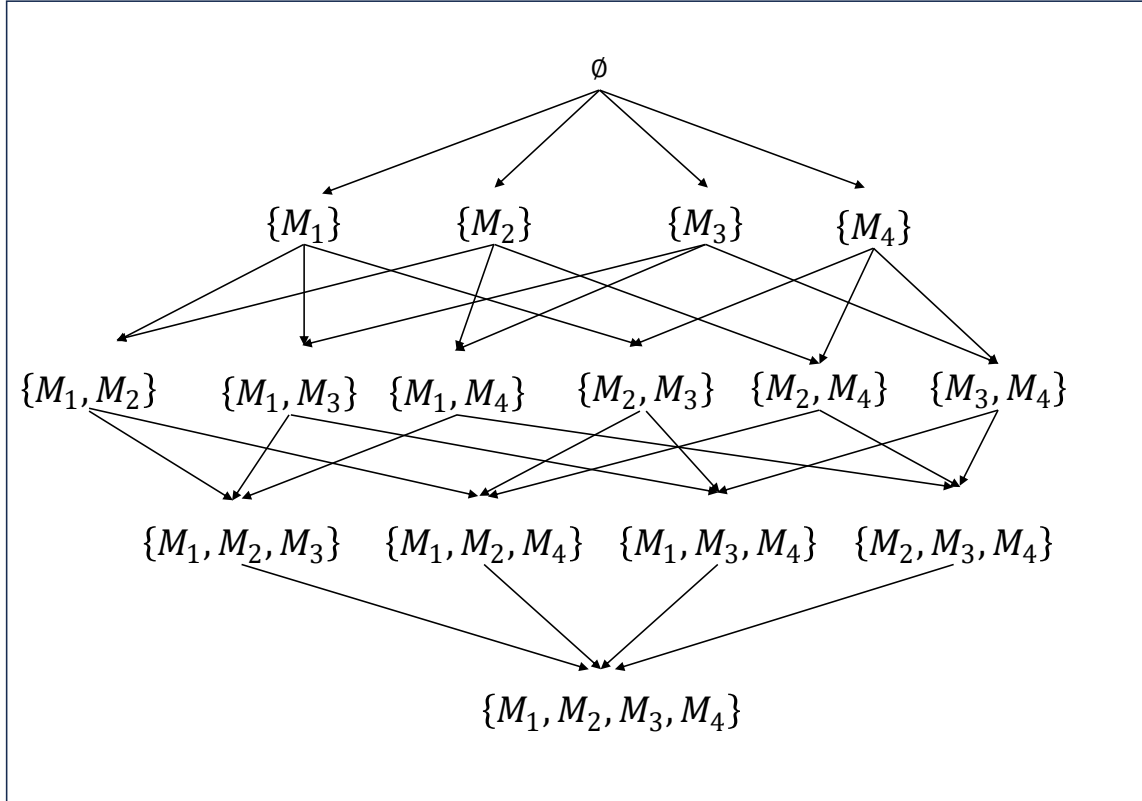 ∅
{M₁} {M₂} {M₃} {M₄}
{M₁, M₂} {M₁, M₃} {M₁, M₄} {M₂, M₃} {M₂, M₄} {M₃, M₄}
{M₁, M₂, M₃} {M₁, M₂, M₄} {M₁, M₃, M₄} {M₂, M₃, M₄}
{M₁, M₂, M₃, M₄}